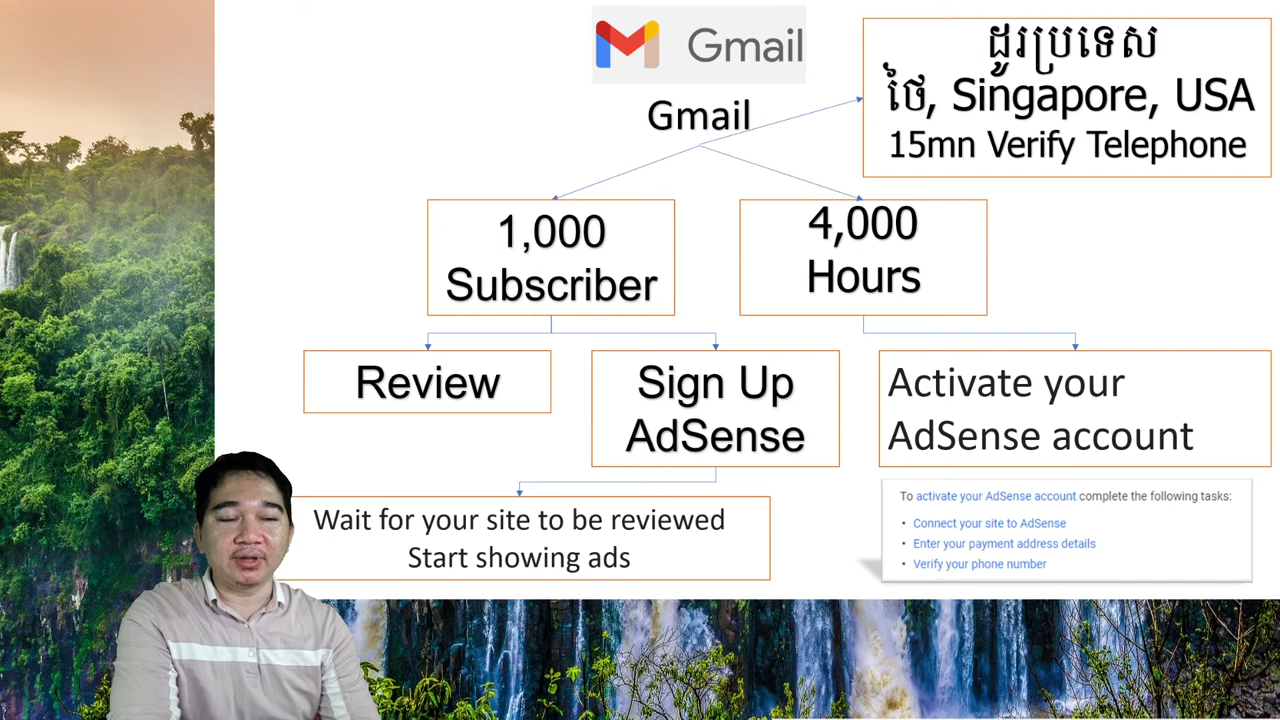 Gmail
Gmail
ដូរប្រទេស
ថៃ, Singapore, USA
15mn Verify Telephone
1,000
Subscriber
4,000
Hours
Review
Sign Up
AdSense
Activate your
AdSense account
Wait for your site to be reviewed
Start showing ads
To activate your AdSense account complete the following tasks:
• Connect your site to AdSense
• Enter your payment address details
• Verify your phone number